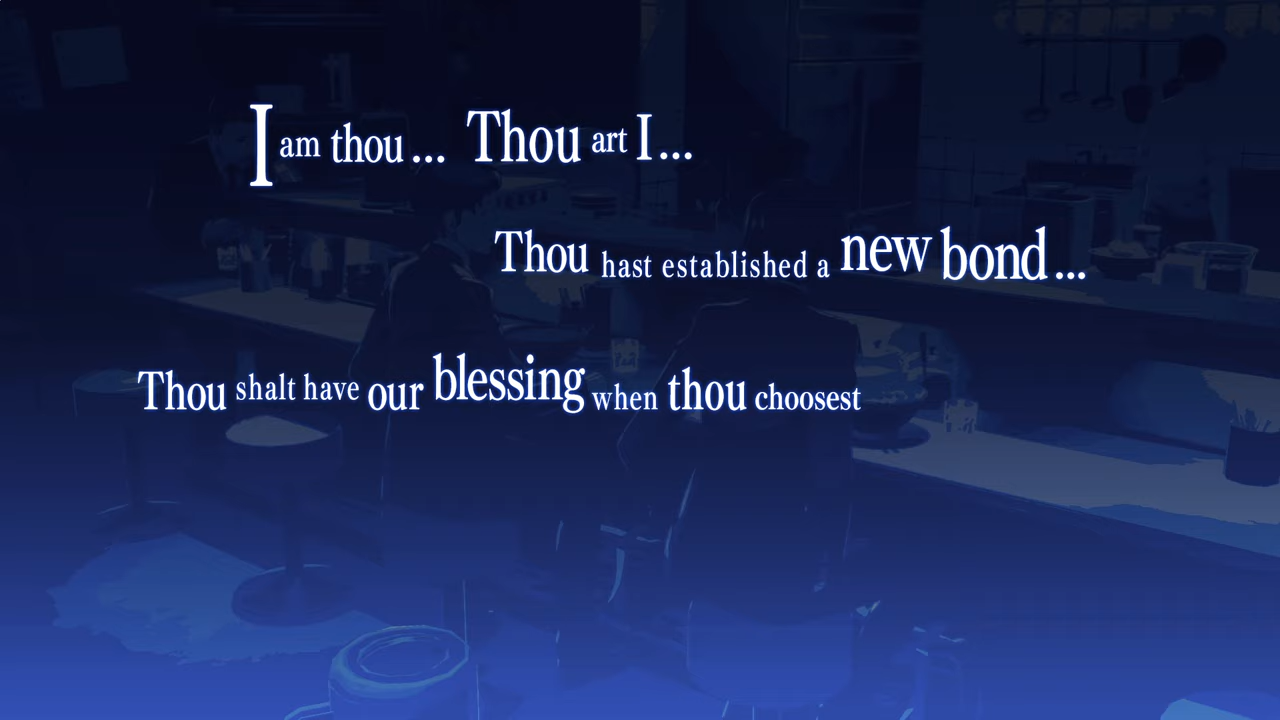 I am thou... Thou art I...
Thou hast established a new bond...
Thou shalt have our blessing when thou choosest